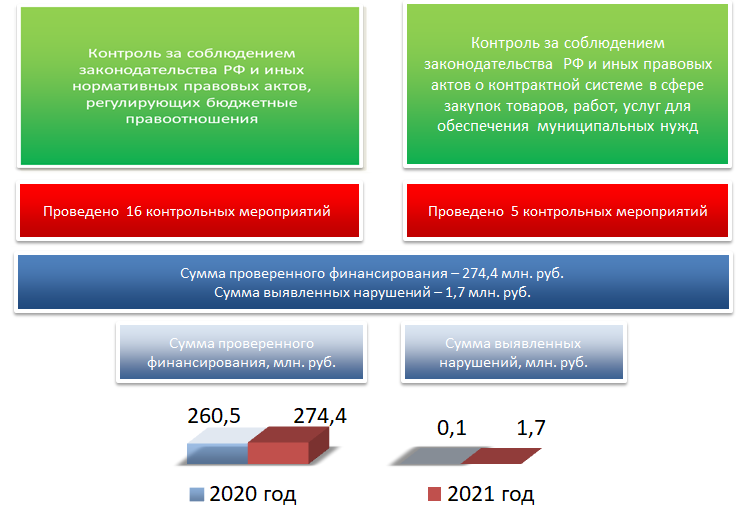 Контроль за соблюдением
законодательства РФ и иных
нормативных правовых актов,
регулирующих бюджетные
правоотношения
Контроль за соблюдением
законодательства РФ и иных правовых
актов о контрактной системе в сфере
закупок товаров, работ, услуг для
обеспечения муниципальных нужд
Проведено 16 контрольных мероприятий
Проведено 5 контрольных мероприятий
Сумма проверенного финансирования – 274,4 млн. руб.
Сумма выявленных нарушений – 1,7 млн. руб.
Сумма проверенного
финансирования, млн. руб.
Сумма выявленных
нарушений, млн. руб.
260,5 274,4
0,1 1,7
2020 год 2021 год